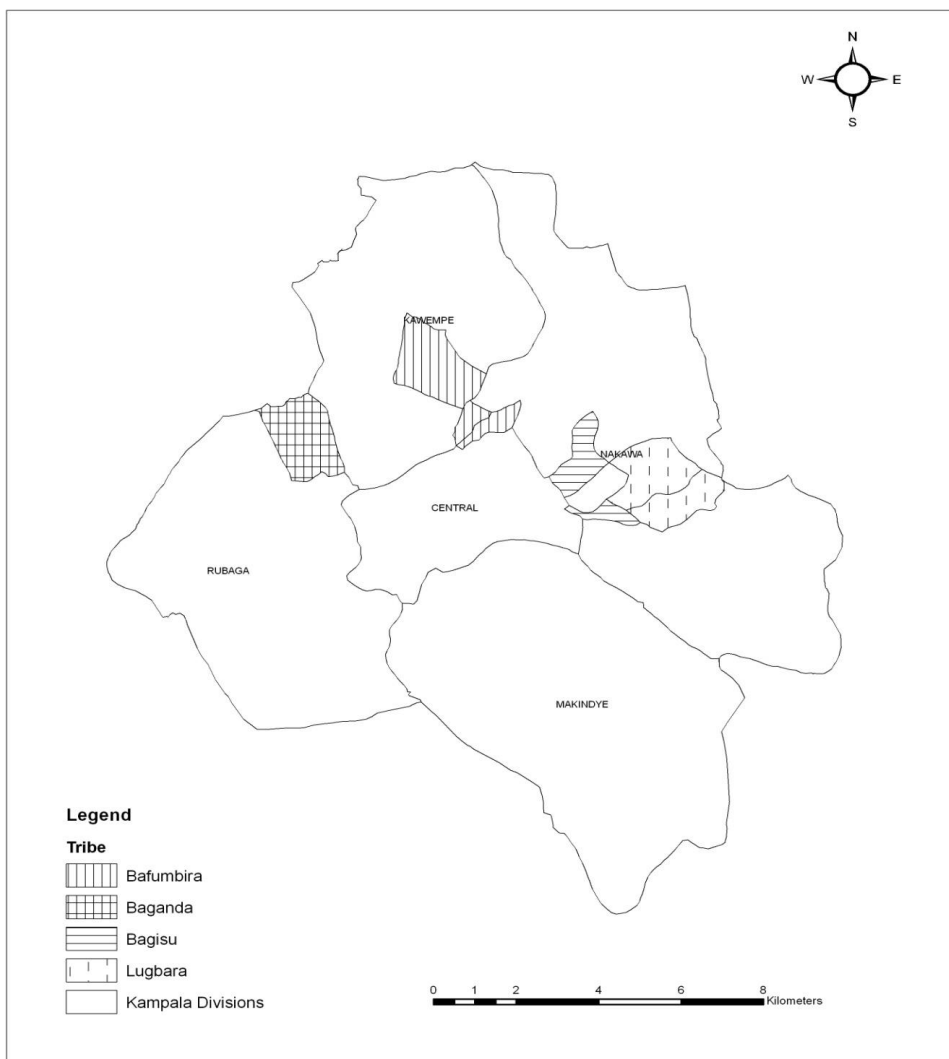 N
W E
S
KAWEMPE
NAKAWA
CENTRAL
RUBAGA
MAKINDYE
Legend
Tribe
Bafumbira
Baganda
Bagisu
Lugbara
Kampala Divisions
0 1 2 4 6 8
Kilometers